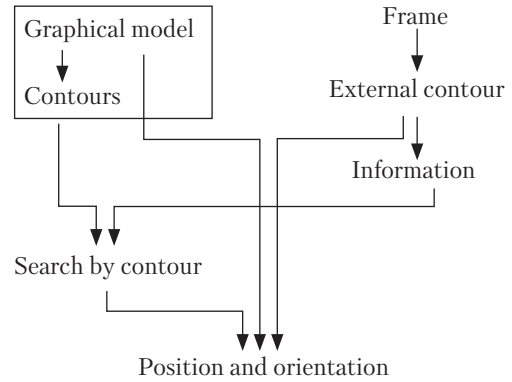 Graphical model
Contours
Frame
External contour
Information
Search by contour
Position and orientation